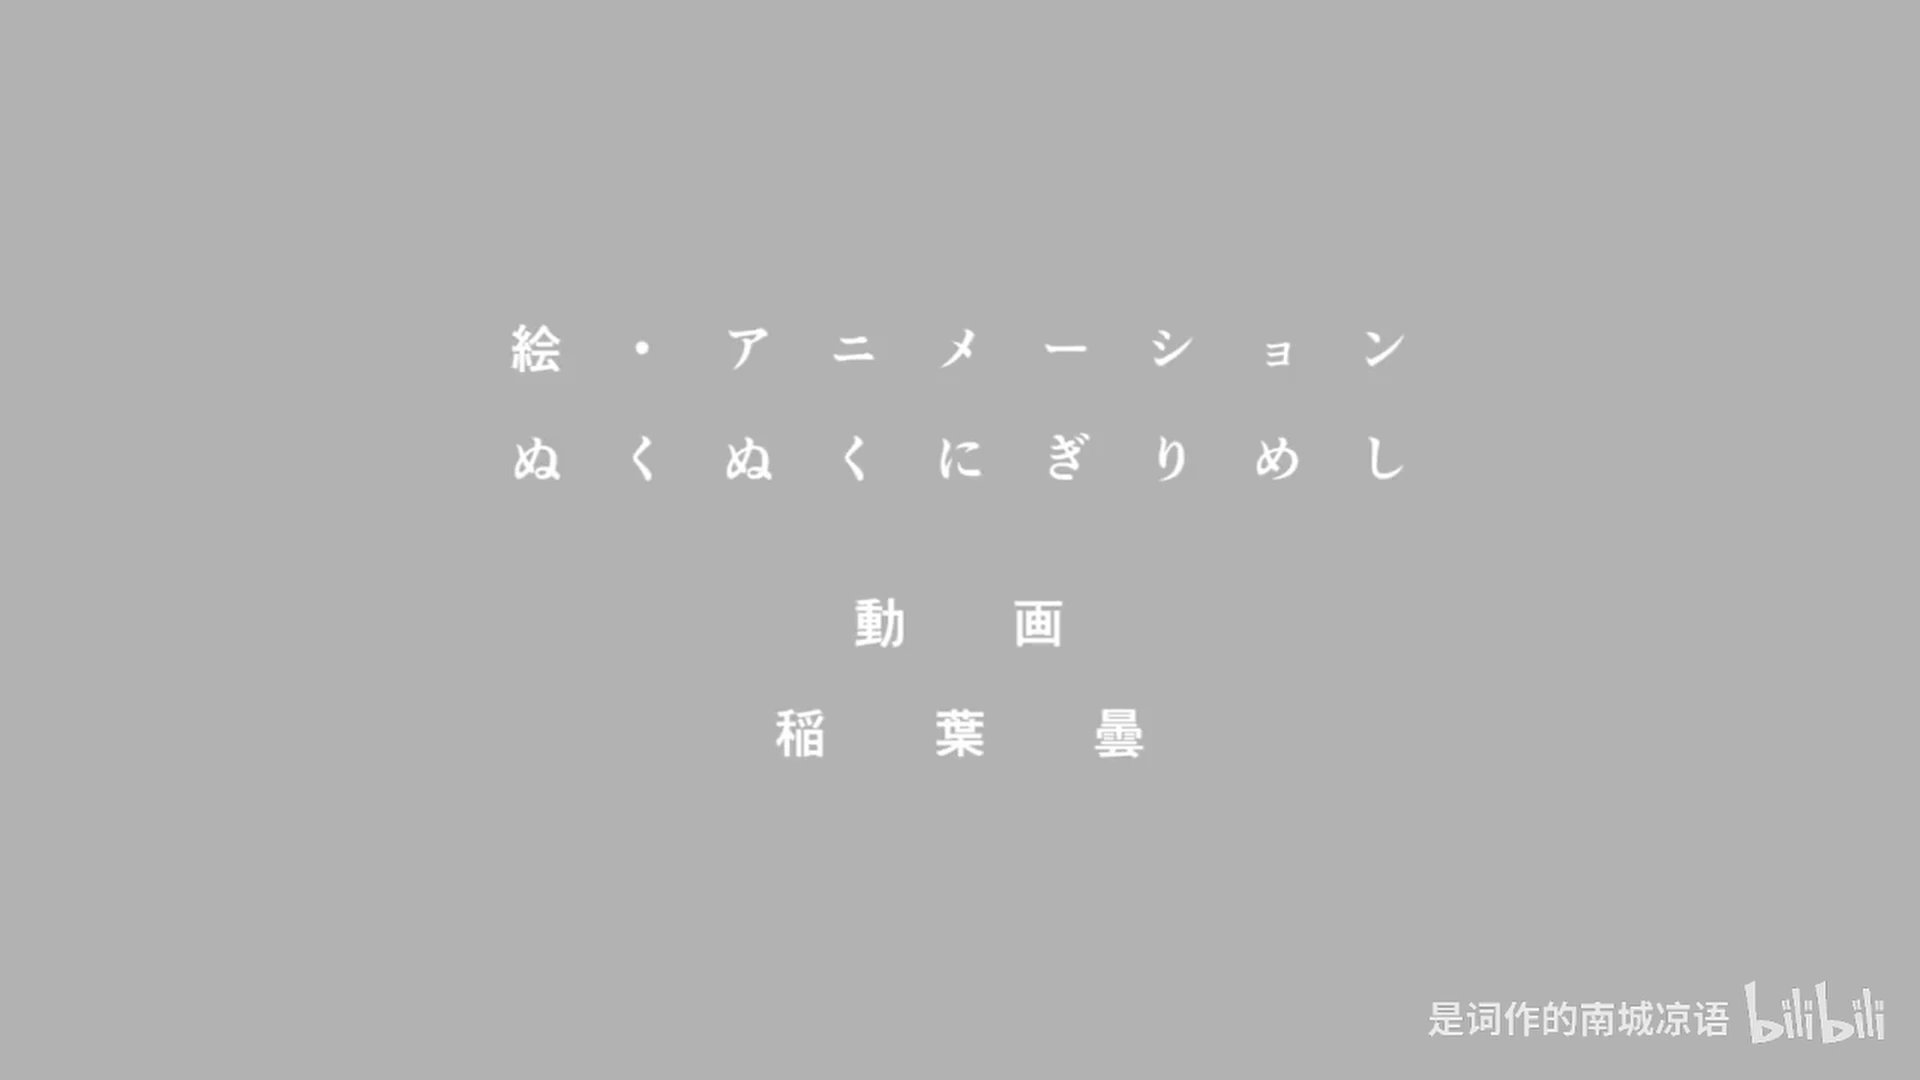 絵・アニメーション
ぬくぬくにぎりめし
動画
稲葉曇
是词作的南城凉语 bilibili